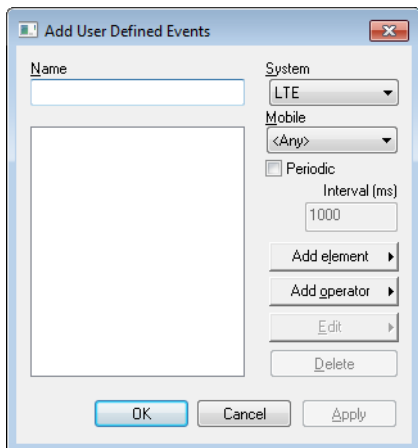 Add User Defined Events
Name
System
LTE
Mobile
<Any>
Periodic
Interval (ms)
1000
Add element
Add operator
Edit
Delete
OK
Cancel
Apply